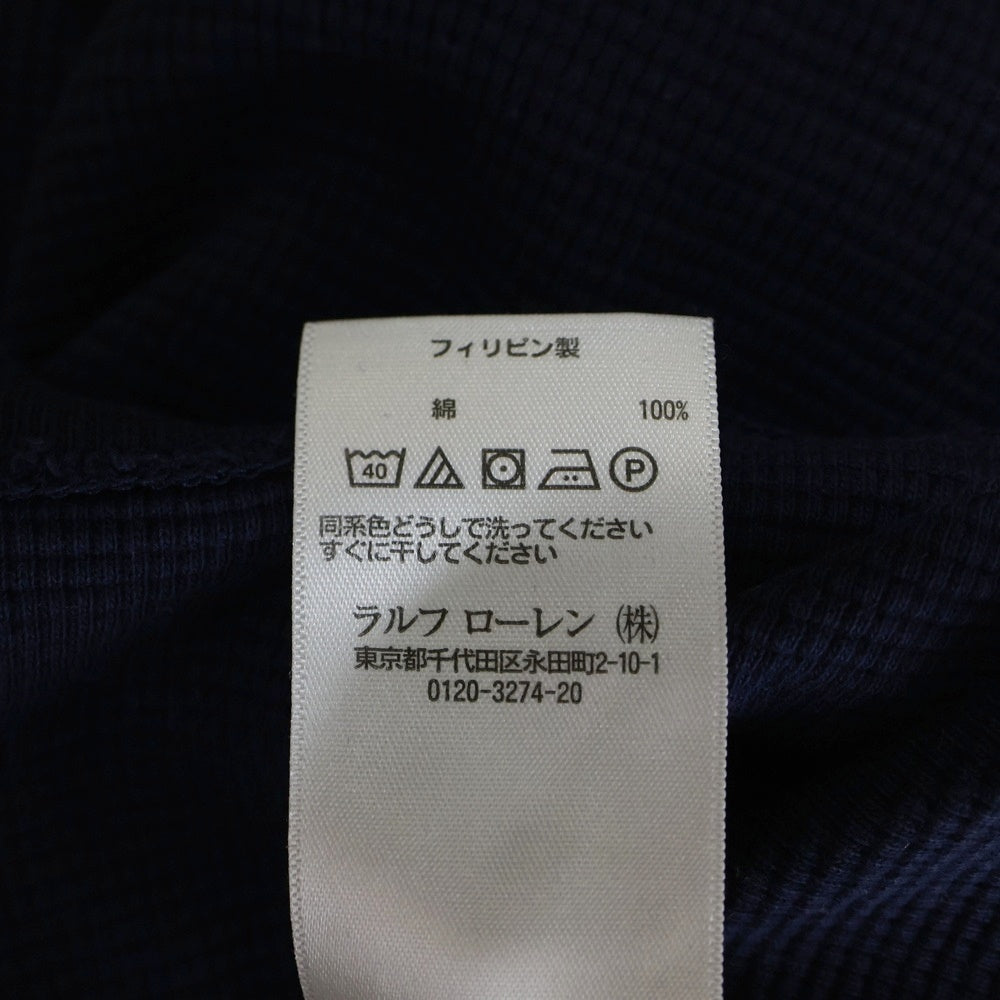 フィリピン製
綿 100%
40 P
同系色どうしで洗ってください
すぐに干してください
ラルフ ローレン (株)
東京都千代田区永田町2-10-1
0120-3274-20